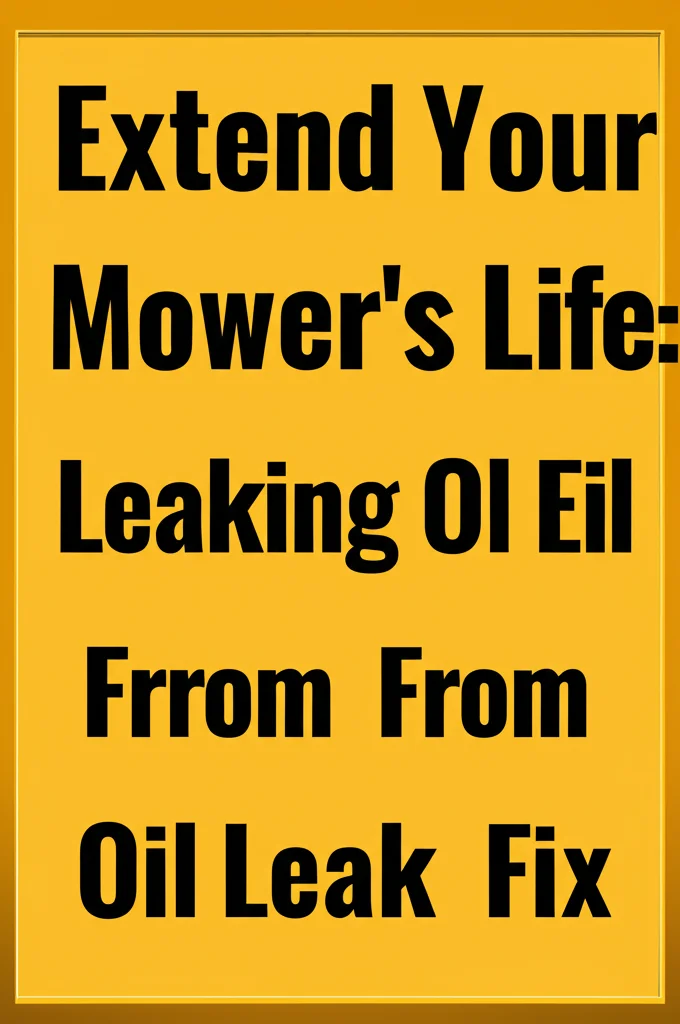 Extend Your
Mower's Life:
Leaking Ol Eil
Frrom From
Oil Leak Fix